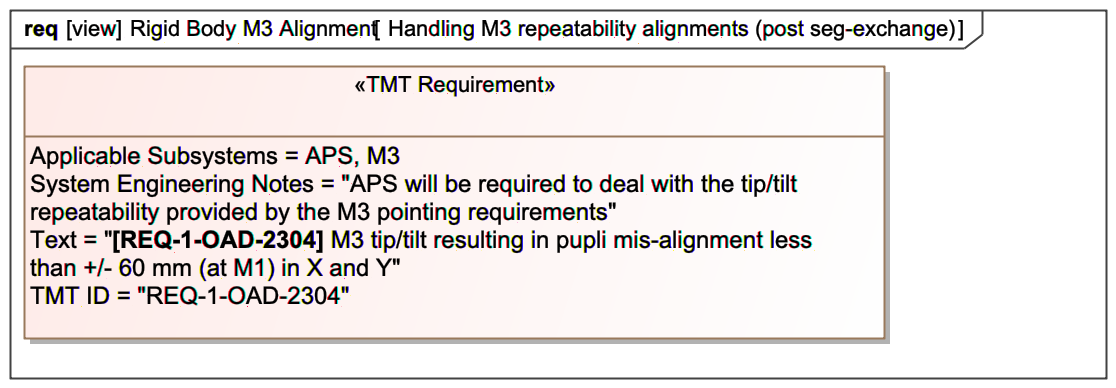 req [view] Rigid Body M3 Alignment[ Handling M3 repeatability alignments (post seg-exchange)]
«TMT Requirement»
Applicable Subsystems = APS, M3
System Engineering Notes = "APS will be required to deal with the tip/tilt
repeatability provided by the M3 pointing requirements"
Text = "[REQ-1-OAD-2304] M3 tip/tilt resulting in pupli mis-alignment less
than +/- 60 mm (at M1) in X and Y"
TMT ID = "REQ-1-OAD-2304"